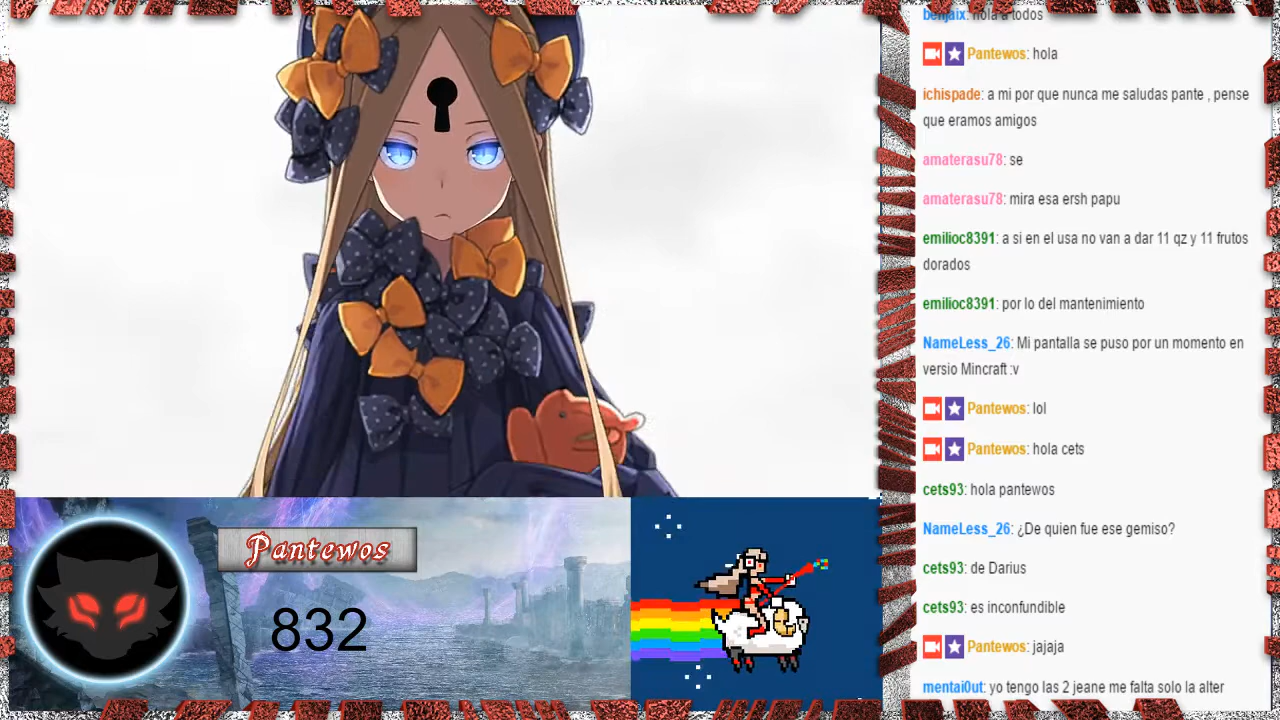 benjaix: hola a todos
Pantewos: hola
ichispade: a mi por que nunca me saludas pante , pense
que eramos amigos
amaterasu78: se
amaterasu78: mira esa ersh papu
emilioc8391: a si en el usa no van a dar 11 qz y 11 frutos
dorados
emilioc8391: por lo del mantenimiento
NameLess_26: Mi pantalla se puso por un momento en
versio Mincraft :v
Pantewos: lol
Pantewos: hola cets
cets93: hola pantewos
NameLess_26: ¿De quien fue ese gemiso?
cets93: de Darius
cets93: es inconfundible
Pantewos: jajaja
mentai0ut: yo tengo las 2 jeane me falta solo la alter
Pantewos
832